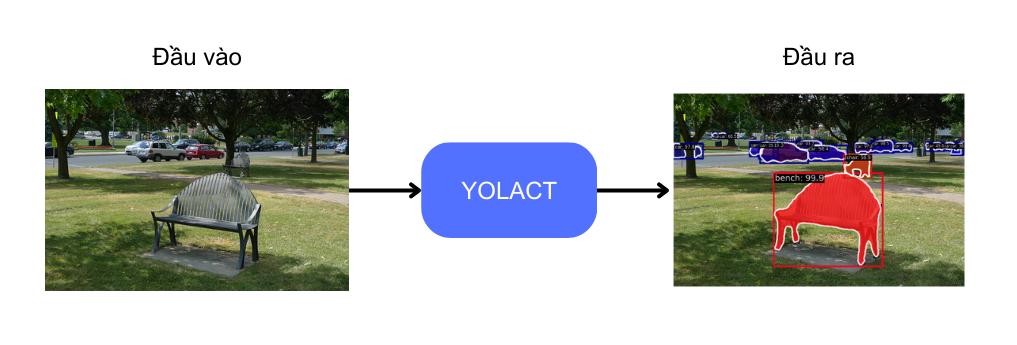 Đầu vào
Đầu ra
YOLACT
bench: 99.9